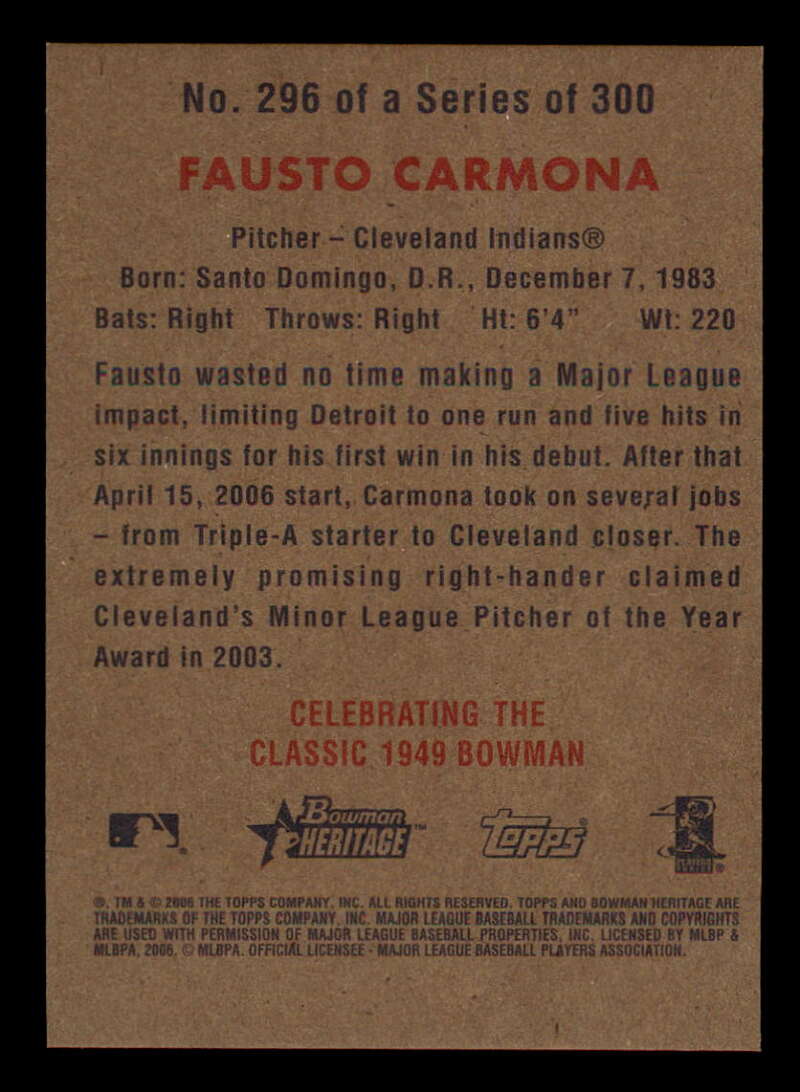 No. 296 of a Series of 300
FAUSTO CARMONA
Pitcher – Cleveland Indians®
Born: Santo Domingo, D.R., December 7, 1983
Bats: Right Throws: Right Ht: 6'4" Wt: 220
Fausto wasted no time making a Major League
impact, limiting Detroit to one run and five hits in
six innings for his first win in his debut. After that
April 15, 2006 start, Carmona took on several jobs
– from Triple-A starter to Cleveland closer. The
extremely promising right-hander claimed
Cleveland's Minor League Pitcher of the Year
Award in 2003.
CELEBRATING THE
CLASSIC 1949 BOWMAN
Bowman
HERITAGE™
Topps®
®, TM & © 2006 THE TOPPS COMPANY, INC. ALL RIGHTS RESERVED. TOPPS AND BOWMAN HERITAGE ARE
TRADEMARKS OF THE TOPPS COMPANY, INC. MAJOR LEAGUE BASEBALL TRADEMARKS AND COPYRIGHTS
ARE USED WITH PERMISSION OF MAJOR LEAGUE BASEBALL PROPERTIES, INC. LICENSED BY MLBP &
MLBPA, 2006. © MLBPA. OFFICIAL LICENSEE - MAJOR LEAGUE BASEBALL PLAYERS ASSOCIATION.